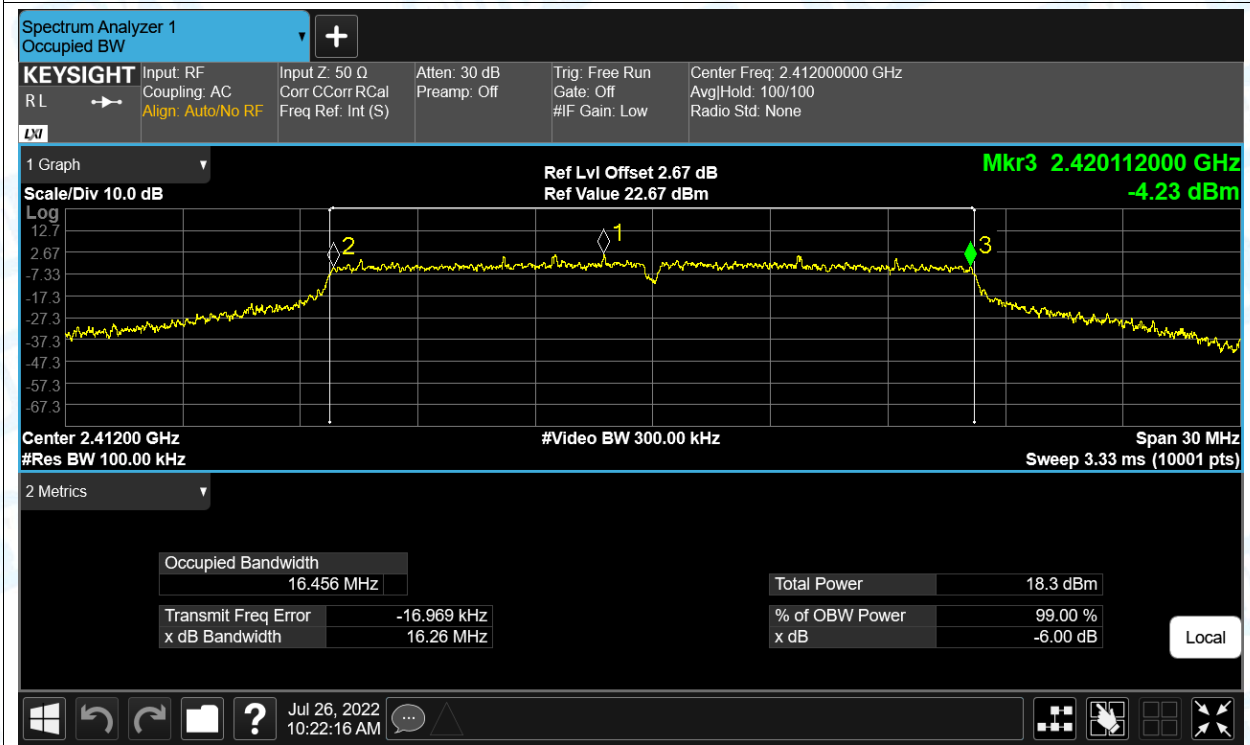 Spectrum Analyzer 1
Occupied BW
+
KEYSIGHT
R L
LXI
Input: RF
Coupling: AC
Align: Auto/No RF
Input Z: 50 Ω
Corr CCorr RCal
Freq Ref: Int (S)
Atten: 30 dB
Preamp: Off
Trig: Free Run
Gate: Off
#IF Gain: Low
Center Freq: 2.412000000 GHz
Avg|Hold: 100/100
Radio Std: None
1 Graph
Scale/Div 10.0 dB
Ref Lvl Offset 2.67 dB
Ref Value 22.67 dBm
Mkr3 2.420112000 GHz
-4.23 dBm
Log
12.7
2.67
-7.33
-17.3
-27.3
-37.3
-47.3
-57.3
-67.3
2
1
3
Center 2.41200 GHz
#Video BW 300.00 kHz
Span 30 MHz
#Res BW 100.00 kHz
Sweep 3.33 ms (10001 pts)
2 Metrics
Occupied Bandwidth
16.456 MHz
Transmit Freq Error -16.969 kHz
x dB Bandwidth 16.26 MHz
Total Power 18.3 dBm
% of OBW Power 99.00 %
x dB -6.00 dB
Local
?
Jul 26, 2022
10:22:16 AM